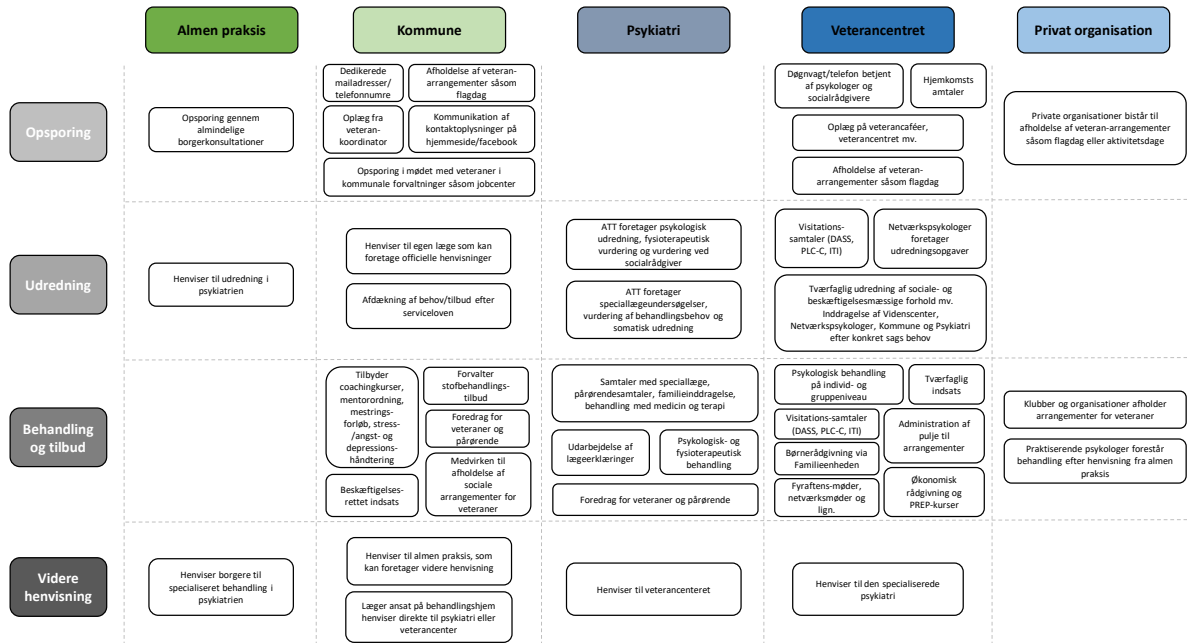 Almen praksis
Kommune
Psykiatri
Veterancentret
Privat organisation
Opsporing
Opsporing gennem
almindelige
borgerkonsultationer
Dedikerede
mailadresser/
telefonnumre
Afholdelse af veteran-
arrangementer såsom
flagdag
Oplæg fra
veteran-
koordinator
Kommunikation af
kontaktoplysninger på
hjemmeside/facebook
Opsporing i mødet med veteraner i
kommunale forvaltninger såsom jobcenter
Døgnvagt/telefon betjent
af psykologer og
socialrådgivere
Hjemkomsts
amtaler
Oplæg på veterancaféer,
veterancentret mv.
Afholdelse af veteran-
arrangementer såsom flagdag
Private organisationer bistår til
afholdelse af veteran-arrangementer
såsom flagdag eller aktivitetsdage
Udredning
Henviser til udredning i
psykiatrien
Henviser til egen læge som kan
foretage officielle henvisninger
Afdækning af behov/tilbud efter
serviceloven
ATT foretager psykologisk
udredning, fysioterapeutisk
vurdering og vurdering ved
socialrådgiver
ATT foretager
speciallægeundersøgelser,
vurdering af behandlingsbehov og
somatisk udredning
Visitations-
samtaler (DASS,
PLC-C, ITI)
Netværkspsykologer
foretager
udredningsopgaver
Tværfaglig udredning af sociale- og
beskæftigelsesmæssige forhold mv.
Inddragelse af Videnscenter,
Netværkspsykologer, Kommune og Psykiatri
efter konkret sags behov
Behandling
og tilbud
Tilbyder
coachingkurser,
mentorordning,
mestrings-
forløb, stress-
/angst- og
depressions-
håndtering
Beskæftigelses-
rettet indsats
Forvalter
stofbehandlings-
tilbud
Foredrag for
veteraner og
pårørende
Medvirken til
afholdelse af
sociale
arrangementer for
veteraner
Samtaler med speciallæge,
pårørendesamtaler, familieinddragelse,
behandling med medicin og terapi
Udarbejdelse af
lægeerklæringer
Psykologisk- og
fysioterapeutisk
behandling
Foredrag for veteraner og pårørende
Psykologisk behandling
på individ- og
gruppeniveau
Tværfaglig
indsats
Visitations-samtaler
(DASS, PLC-C, ITI)
Administration af
pulje til
arrangementer
Børnerådgivning via
Familieenheden
Fyraftens-møder,
netværksmøder og
lign.
Økonomisk
rådgivning og
PREP-kurser
Klubber og organisationer afholder
arrangementer for veteraner
Praktiserende psykologer forestår
behandling efter henvisning fra almen
praksis
Videre
henvisning
Henviser borgere til
specialiseret behandling i
psykiatrien
Henviser til almen praksis, som
kan foretager videre henvisning
Læger ansat på behandlingshjem
henviser direkte til psykiatri eller
veterancenter
Henviser til veterancenteret
Henviser til den specialiserede
psykiatri